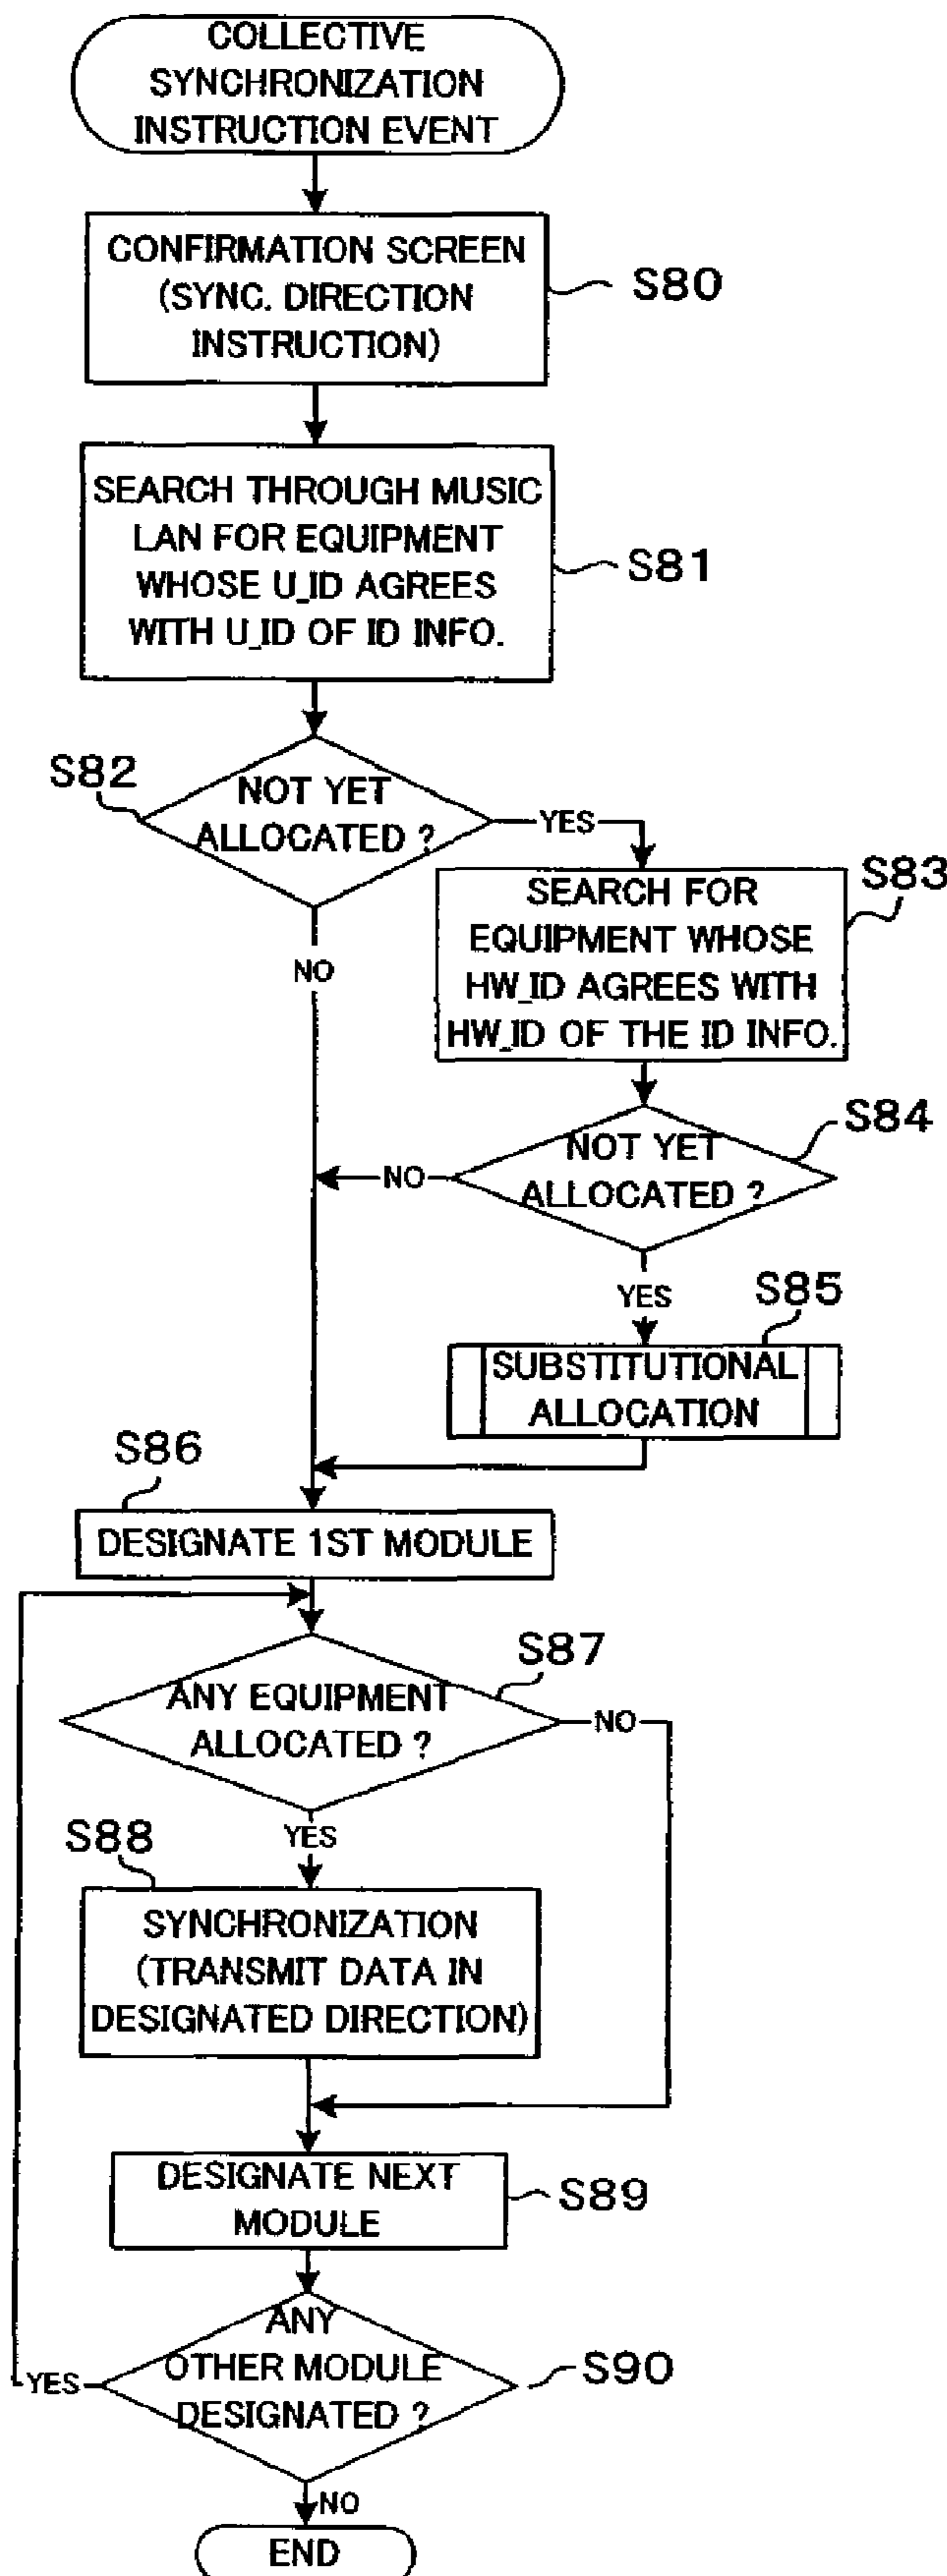 COLLECTIVE
SYNCHRONIZATION
INSTRUCTION EVENT
CONFIRMATION SCREEN
(SYNC. DIRECTION
INSTRUCTION)
S80
SEARCH THROUGH MUSIC
LAN FOR EQUIPMENT
WHOSE U_ID AGREES
WITH U_ID OF ID INFO.
S81
S82
NOT YET
ALLOCATED ?
YES
NO
S83
SEARCH FOR
EQUIPMENT WHOSE
HW_ID AGREES WITH
HW_ID OF THE ID INFO.
S84
NOT YET
ALLOCATED ?
NO
YES
S85
SUBSTITUTIONAL
ALLOCATION
S86
DESIGNATE 1ST MODULE
S87
ANY EQUIPMENT
ALLOCATED ?
NO
YES
S88
SYNCHRONIZATION
(TRANSMIT DATA IN
DESIGNATED DIRECTION)
DESIGNATE NEXT
MODULE
S89
ANY
OTHER MODULE
DESIGNATED ?
S90
YES
NO
END